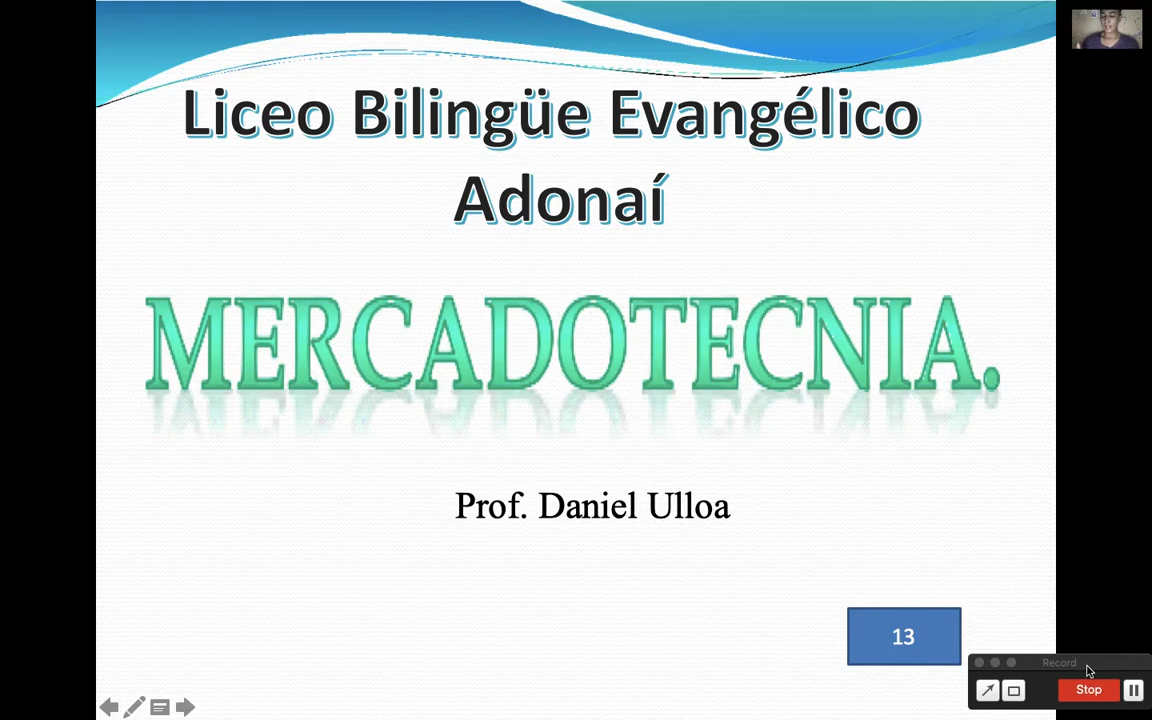 Liceo Bilingüe Evangélico
Adonaí
MERCADOTECNIA.
Prof. Daniel Ulloa
13
Record
Stop